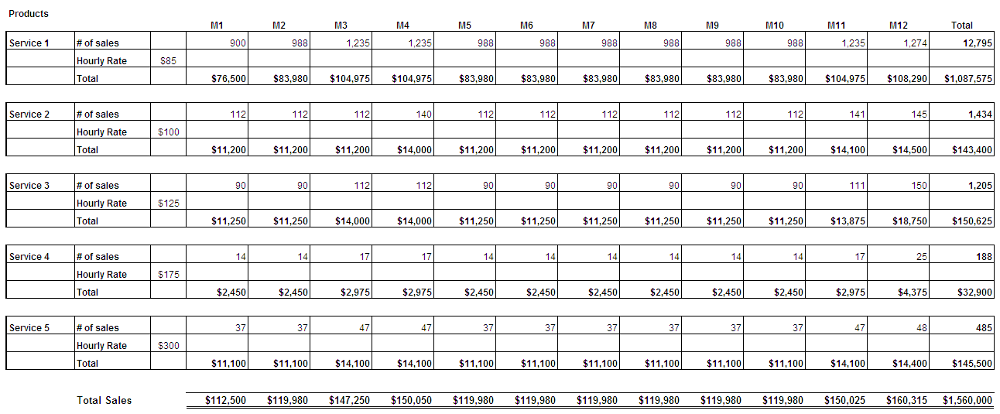 Products
M1 M2 M3 M4 M5 M6 M7 M8 M9 M10 M11 M12 Total
Service 1 # of sales 900 988 1,235 1,235 988 988 988 988 988 988 1,235 1,274 12,795
Hourly Rate $85
Total $76,500 $83,980 $104,975 $104,975 $83,980 $83,980 $83,980 $83,980 $83,980 $83,980 $104,975 $108,290 $1,087,575
Service 2 # of sales 112 112 112 140 112 112 112 112 112 112 141 145 1,434
Hourly Rate $100
Total $11,200 $11,200 $11,200 $14,000 $11,200 $11,200 $11,200 $11,200 $11,200 $11,200 $14,100 $14,500 $143,400
Service 3 # of sales 90 90 112 112 90 90 90 90 90 90 111 150 1,205
Hourly Rate $125
Total $11,250 $11,250 $14,000 $14,000 $11,250 $11,250 $11,250 $11,250 $11,250 $11,250 $13,875 $18,750 $150,625
Service 4 # of sales 14 14 17 17 14 14 14 14 14 14 17 25 188
Hourly Rate $175
Total $2,450 $2,450 $2,975 $2,975 $2,450 $2,450 $2,450 $2,450 $2,450 $2,450 $2,975 $4,375 $32,900
Service 5 # of sales 37 37 47 47 37 37 37 37 37 37 47 48 485
Hourly Rate $300
Total $11,100 $11,100 $14,100 $14,100 $11,100 $11,100 $11,100 $11,100 $11,100 $11,100 $14,100 $14,400 $145,500
Total Sales $112,500 $119,980 $147,250 $150,050 $119,980 $119,980 $119,980 $119,980 $119,980 $119,980 $150,025 $160,315 $1,560,000